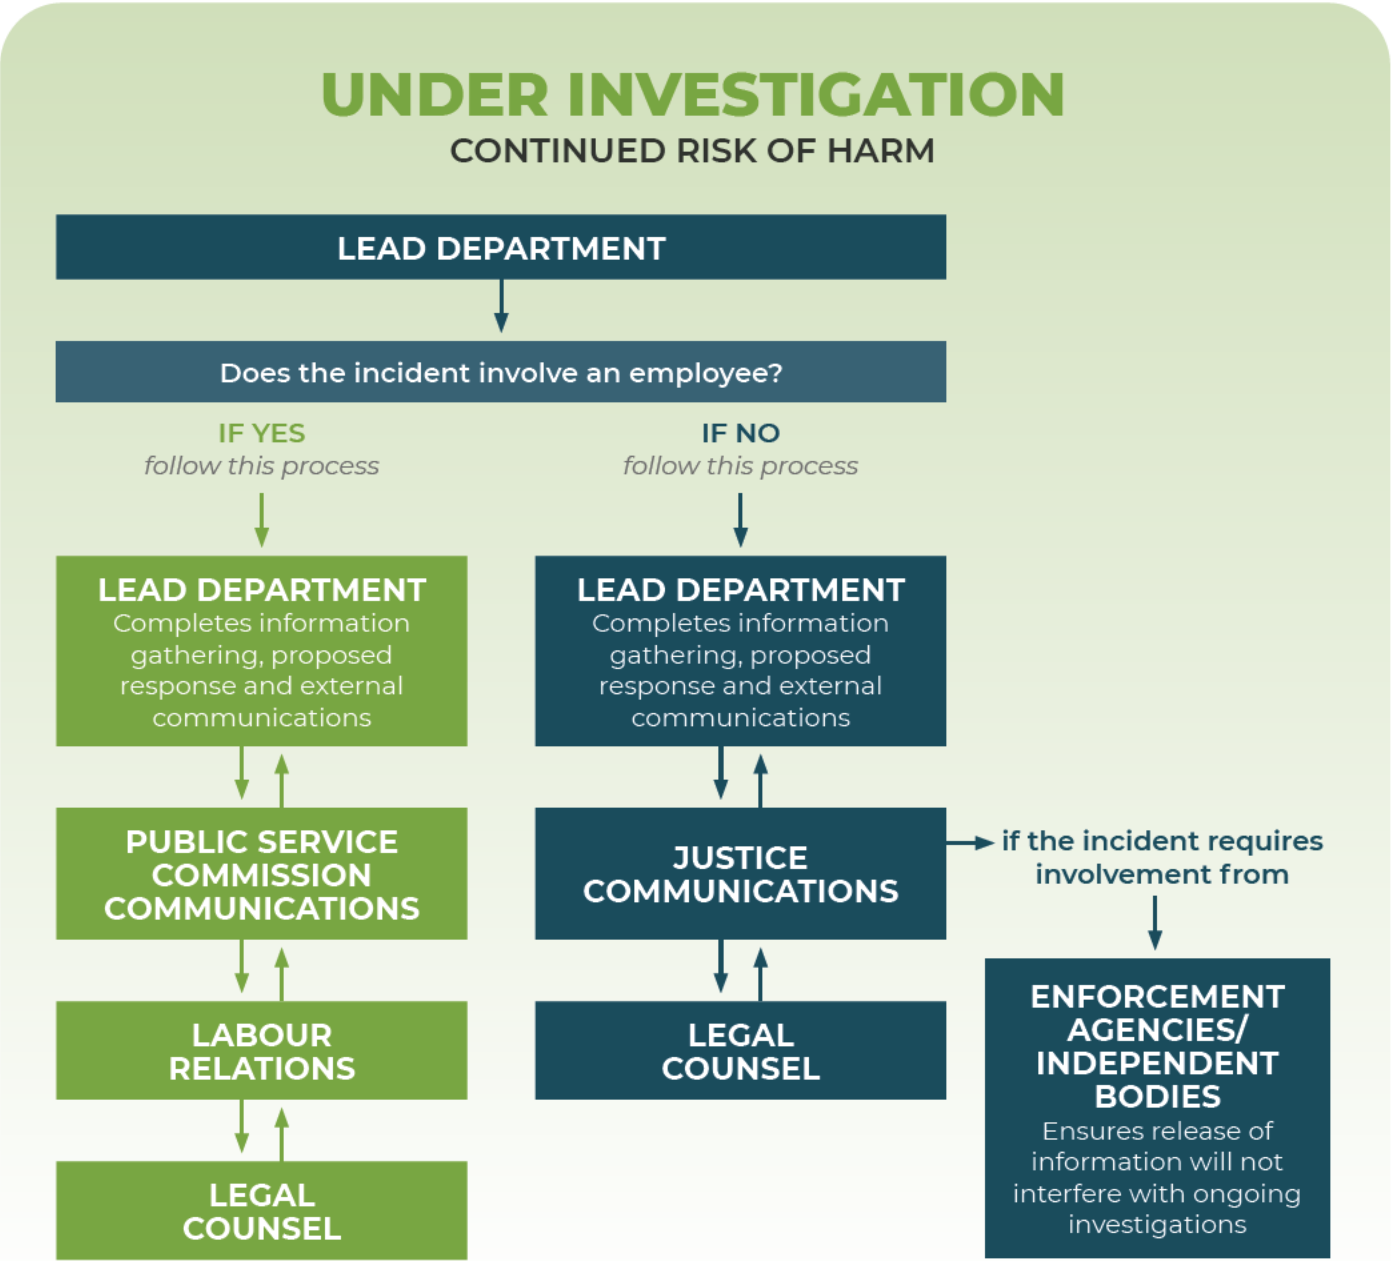 UNDER INVESTIGATION
CONTINUED RISK OF HARM
LEAD DEPARTMENT
Does the incident involve an employee?
IF YES
follow this process
IF NO
follow this process
LEAD DEPARTMENT
Completes information
gathering, proposed
response and external
communications
LEAD DEPARTMENT
Completes information
gathering, proposed
response and external
communications
PUBLIC SERVICE
COMMISSION
COMMUNICATIONS
JUSTICE
COMMUNICATIONS
if the incident requires
involvement from
LABOUR
RELATIONS
LEGAL
COUNSEL
ENFORCEMENT
AGENCIES/
INDEPENDENT
BODIES
Ensures release of
information will not
interfere with ongoing
investigations
LEGAL
COUNSEL